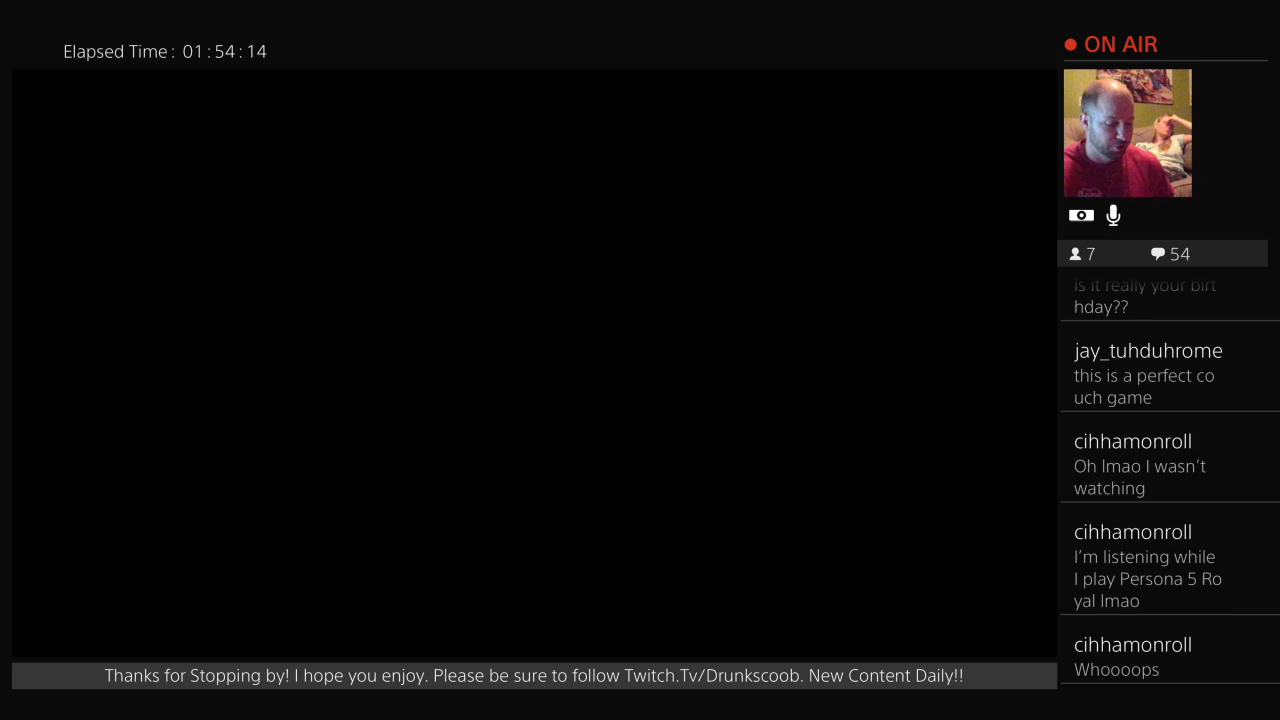 Elapsed Time: 01:54:14
ON AIR
7
54
Is it really your birt
hday??
jay_tuhduhrome
this is a perfect co
uch game
cihhamonroll
Oh lmao I wasn't
watching
cihhamonroll
I'm listening while
I play Persona 5 Ro
yal lmao
cihhamonroll
Whoooops
Thanks for Stopping by! I hope you enjoy. Please be sure to follow Twitch.Tv/Drunkscoob. New Content Daily!!